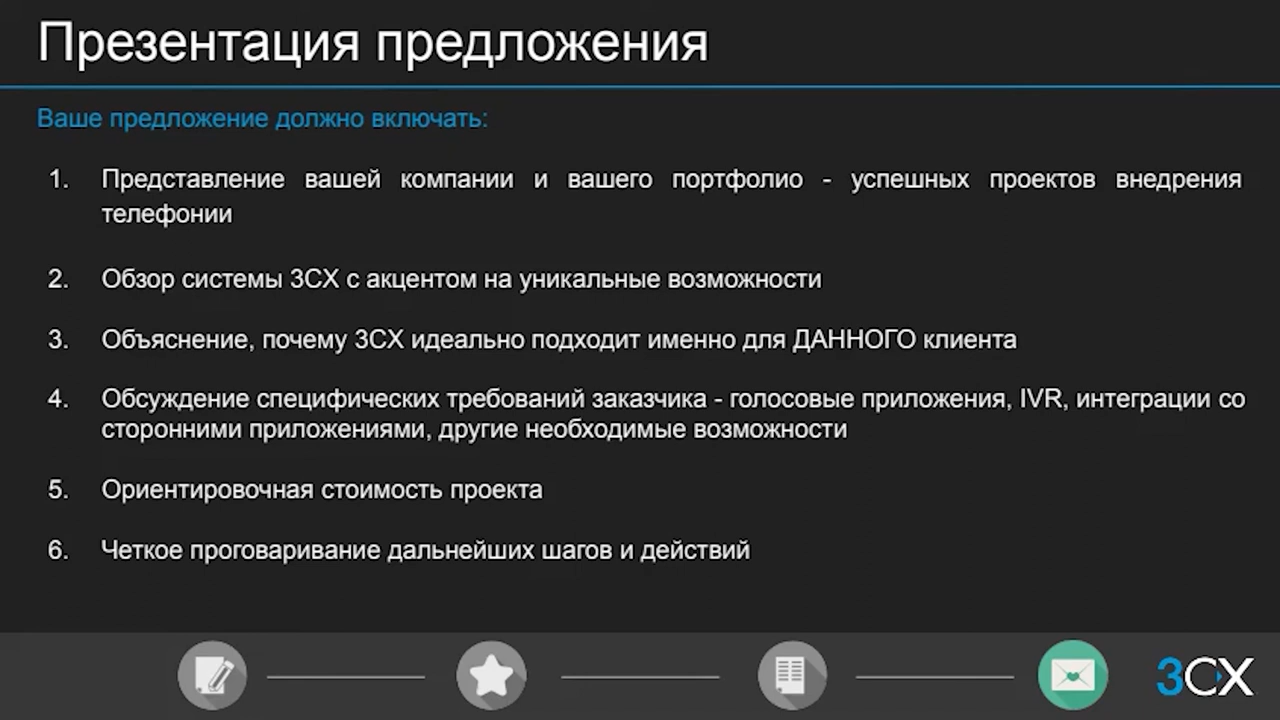 Презентация предложения
Ваше предложение должно включать:
1. Представление вашей компании и вашего портфолио - успешных проектов внедрения
телефонии
2. Обзор системы 3CX с акцентом на уникальные возможности
3. Объяснение, почему 3CX идеально подходит именно для ДАННОГО клиента
4. Обсуждение специфических требований заказчика - голосовые приложения, IVR, интеграции со
сторонними приложениями, другие необходимые возможности
5. Ориентировочная стоимость проекта
6. Четкое проговаривание дальнейших шагов и действий
3CX